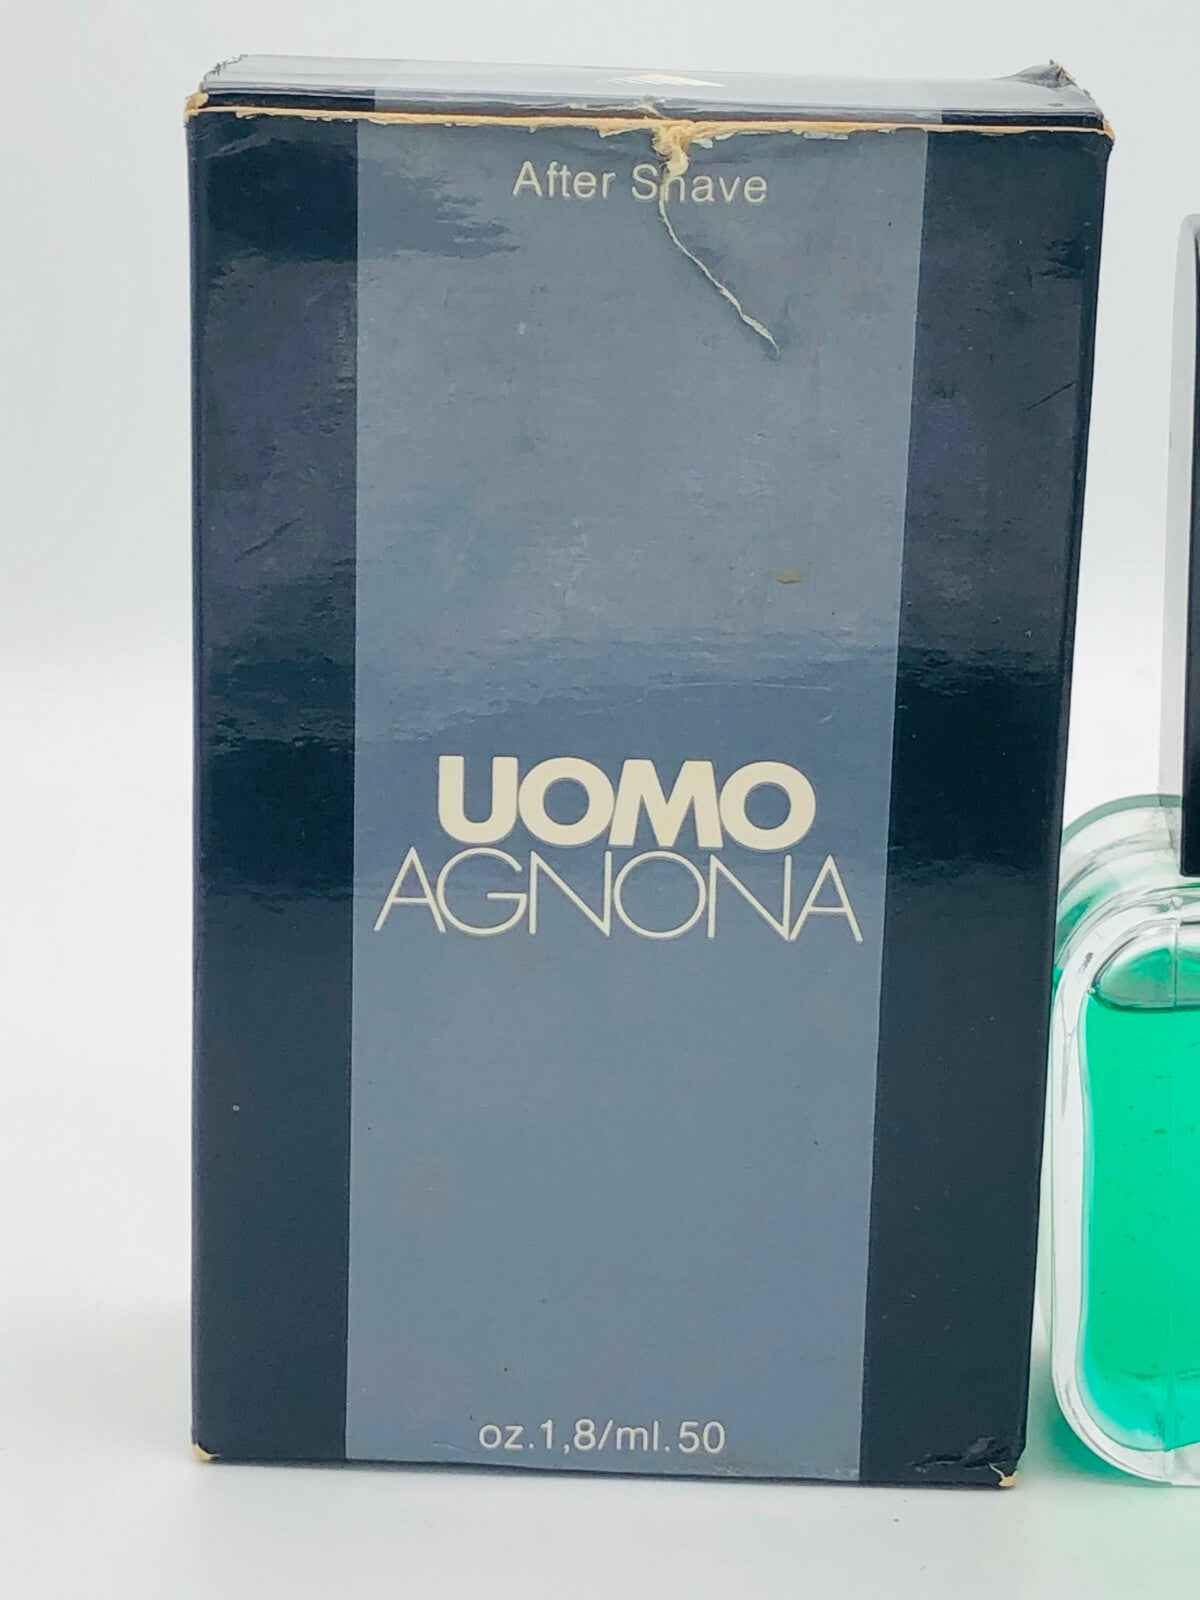 After Shave
UOMO
AGNONA
oz.1,8/ml.50